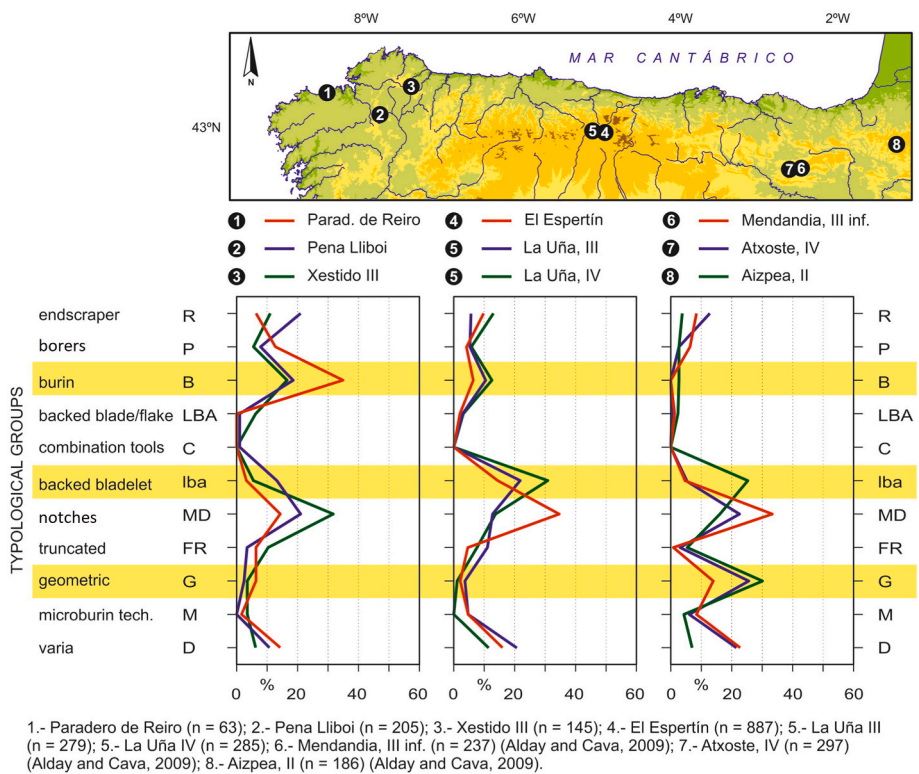 8°W 6°W 4°W 2°W
MAR CANTÁBRICO
N
43°N
1 2 3 5 4 7 6 8
1 Parad. de Reiro 4 El Espertín 6 Mendandia, III inf.
2 Pena Lliboi 5 La Uña, III 7 Atxoste, IV
3 Xestido III 5 La Uña, IV 8 Aizpea, II
TYPOLOGICAL GROUPS
endscraper R R
borers P P
burin B B
backed blade/flake LBA LBA
combination tools C C
backed bladelet Iba Iba
notches MD MD
truncated FR FR
geometric G G
microburin tech. M M
varia D D
0 % 20 40 60 0 % 20 40 60 0 % 20 40 60
1.- Paradero de Reiro (n = 63); 2.- Pena Lliboi (n = 205); 3.- Xestido III (n = 145); 4.- El Espertín (n = 887); 5.- La Uña III
(n = 279); 5.- La Uña IV (n = 285); 6.- Mendandia, III inf. (n = 237) (Alday and Cava, 2009); 7.- Atxoste, IV (n = 297)
(Alday and Cava, 2009); 8.- Aizpea, II (n = 186) (Alday and Cava, 2009).